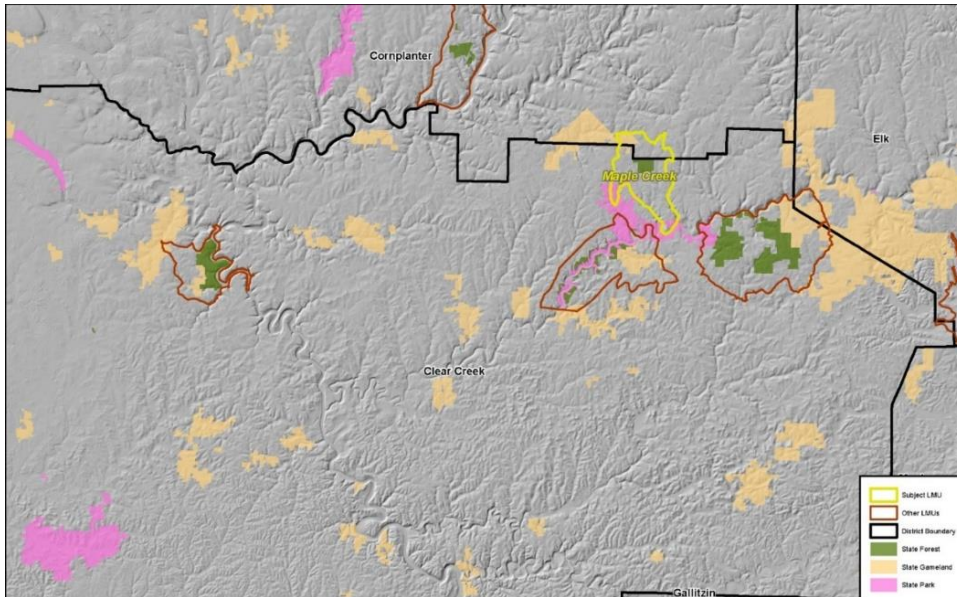 Cornplanter
Elk
Maple Creek
Clear Creek
Gallitzin
Subject LMU
Other LMUs
District Boundary
State Forest
State Gameland
State Park